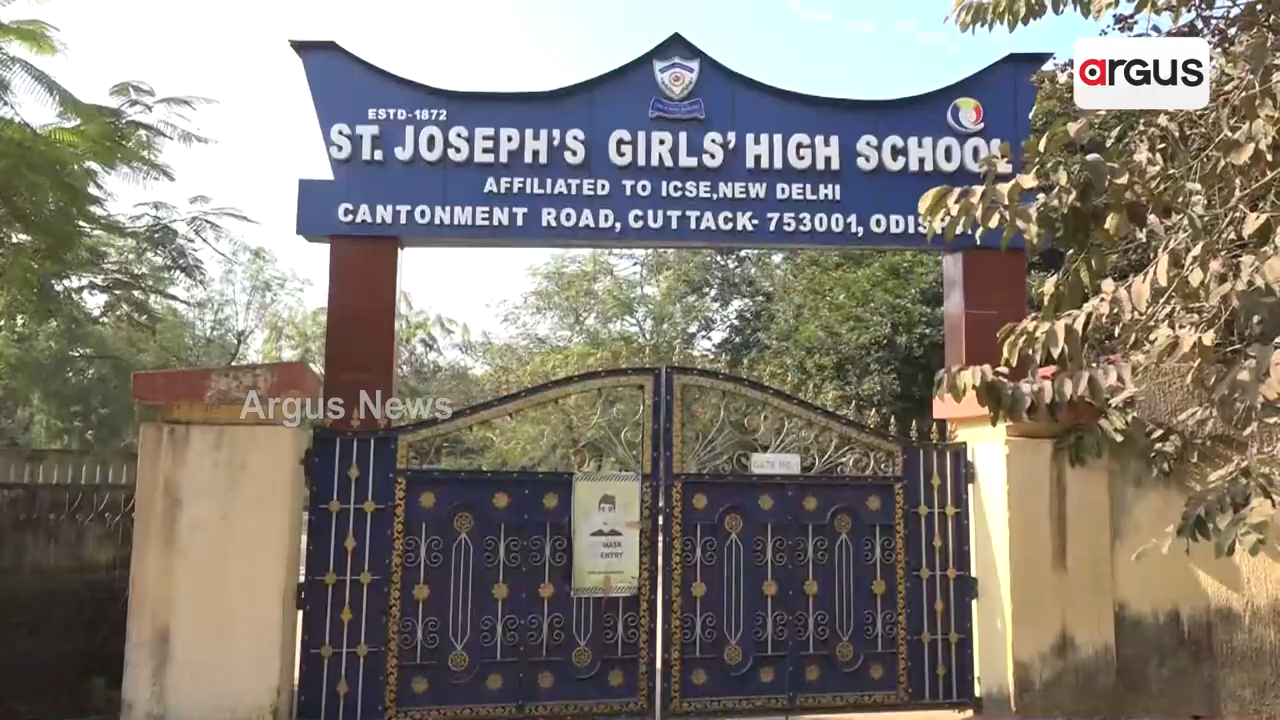 argus
ESTD-1872
ST. JOSEPH'S GIRLS' HIGH SCHOOL
AFFILIATED TO ICSE,NEW DELHI
CANTONMENT ROAD, CUTTACK- 753001,
Argus News
MASK
ENTRY